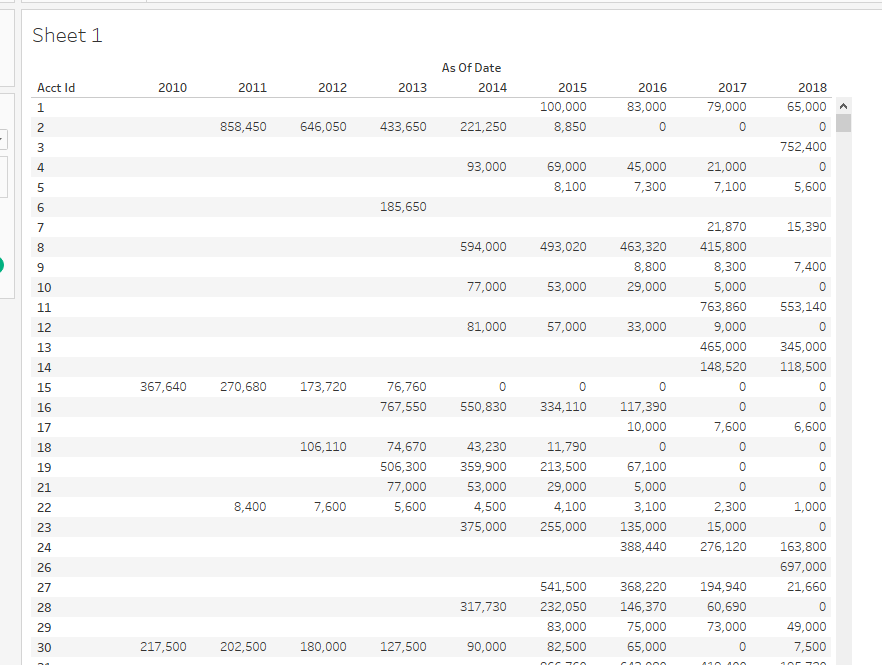 Sheet 1
As Of Date
Acct Id 2010 2011 2012 2013 2014 2015 2016 2017 2018
1 100,000 83,000 79,000 65,000
2 858,450 646,050 433,650 221,250 8,850 0 0 0
3 752,400
4 93,000 69,000 45,000 21,000 0
5 8,100 7,300 7,100 5,600
6 185,650
7 21,870 15,390
8 594,000 493,020 463,320 415,800
9 8,800 8,300 7,400
10 77,000 53,000 29,000 5,000 0
11 763,860 553,140
12 81,000 57,000 33,000 9,000 0
13 465,000 345,000
14 148,520 118,500
15 367,640 270,680 173,720 76,760 0 0 0 0 0
16 767,550 550,830 334,110 117,390 0 0
17 10,000 7,600 6,600
18 106,110 74,670 43,230 11,790 0 0 0
19 506,300 359,900 213,500 67,100 0 0
21 77,000 53,000 29,000 5,000 0 0
22 8,400 7,600 5,600 4,500 4,100 3,100 2,300 1,000
23 375,000 255,000 135,000 15,000 0
24 388,440 276,120 163,800
26 697,000
27 541,500 368,220 194,940 21,660
28 317,730 232,050 146,370 60,690 0
29 83,000 75,000 73,000 49,000
30 217,500 202,500 180,000 127,500 90,000 82,500 65,000 0 7,500